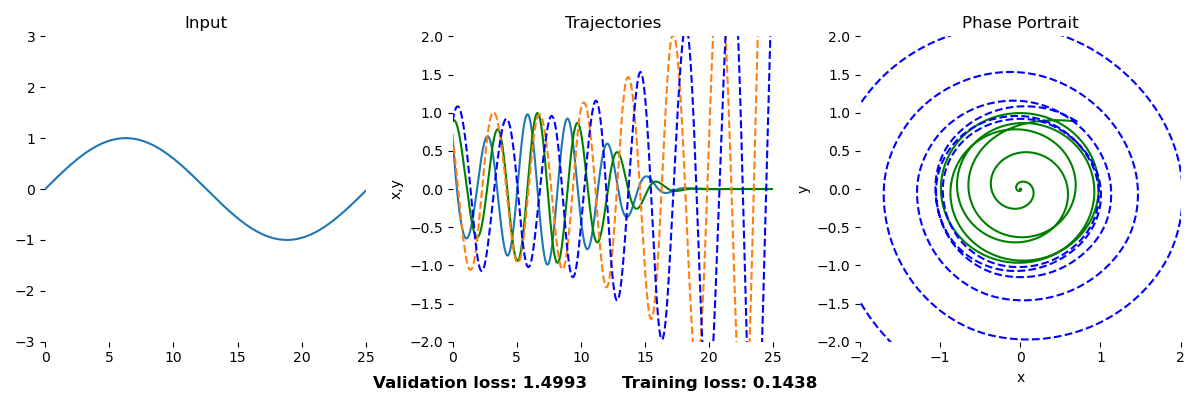 Input
3
2
1
0
−1
−2
−3
0 5 10 15 20 25
Trajectories
x,y
2.0
1.5
1.0
0.5
0.0
−0.5
−1.0
−1.5
−2.0
0 5 10 15 20 25
Phase Portrait
y
2.0
1.5
1.0
0.5
0.0
−0.5
−1.0
−1.5
−2.0
−2 −1 0 1 2
x
Validation loss: 1.4993 Training loss: 0.1438